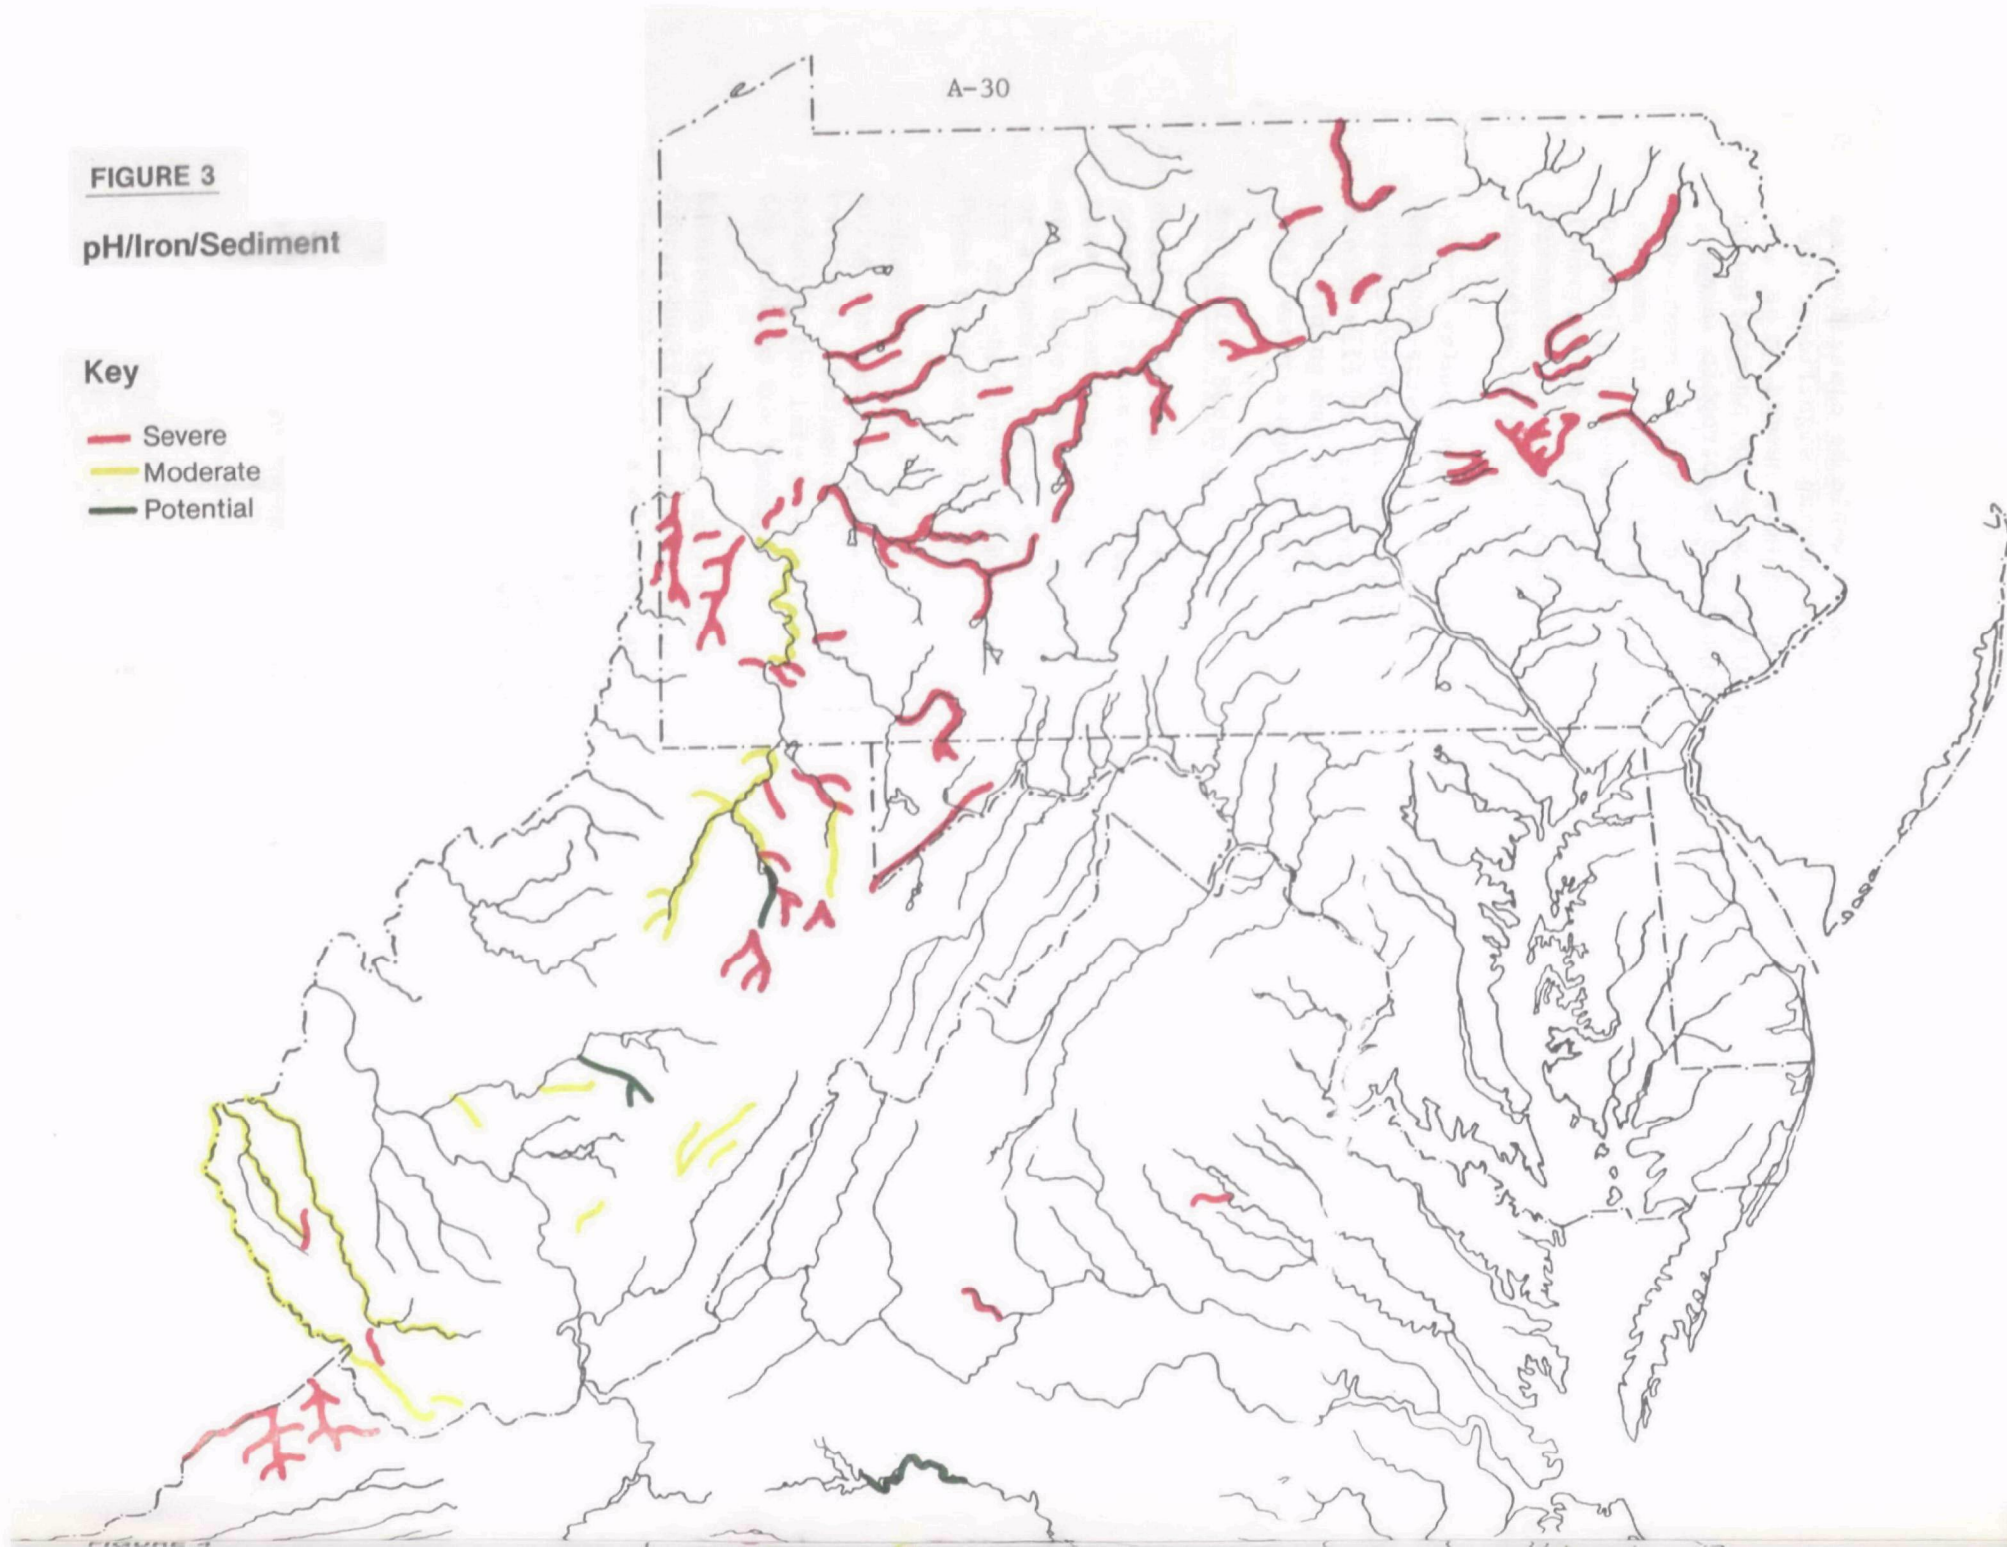 A-30
FIGURE 3
pH/Iron/Sediment
Key
Severe
Moderate
Potential